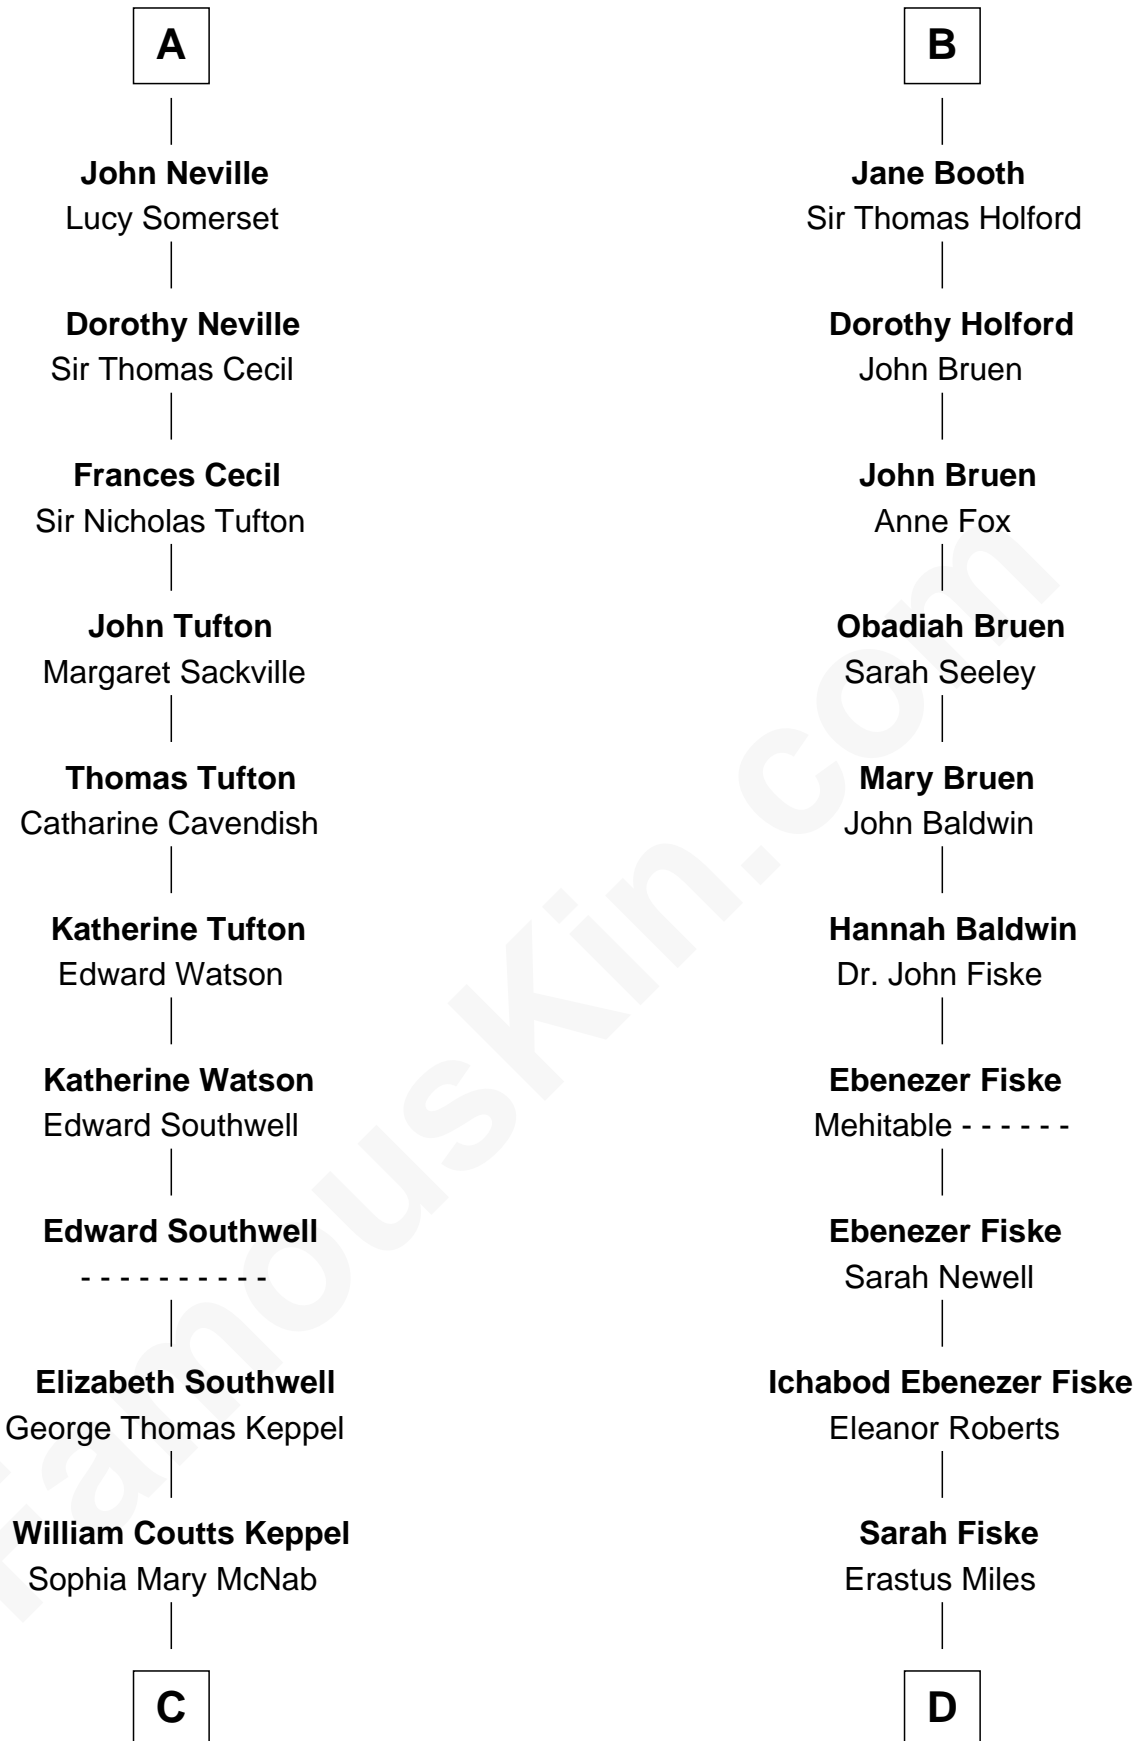 A
John Neville
Lucy Somerset
Dorothy Neville
Sir Thomas Cecil
Frances Cecil
Sir Nicholas Tufton
John Tufton
Margaret Sackville
Thomas Tufton
Catharine Cavendish
Katherine Tufton
Edward Watson
Katherine Watson
Edward Southwell
Edward Southwell
- - - - - - - - - -
Elizabeth Southwell
George Thomas Keppel
William Coutts Keppel
Sophia Mary McNab
C
B
Jane Booth
Sir Thomas Holford
Dorothy Holford
John Bruen
John Bruen
Anne Fox
Obadiah Bruen
Sarah Seeley
Mary Bruen
John Baldwin
Hannah Baldwin
Dr. John Fiske
Ebenezer Fiske
Mehitable - - - - - -
Ebenezer Fiske
Sarah Newell
Ichabod Ebenezer Fiske
Eleanor Roberts
Sarah Fiske
Erastus Miles
D
FamousKin.com